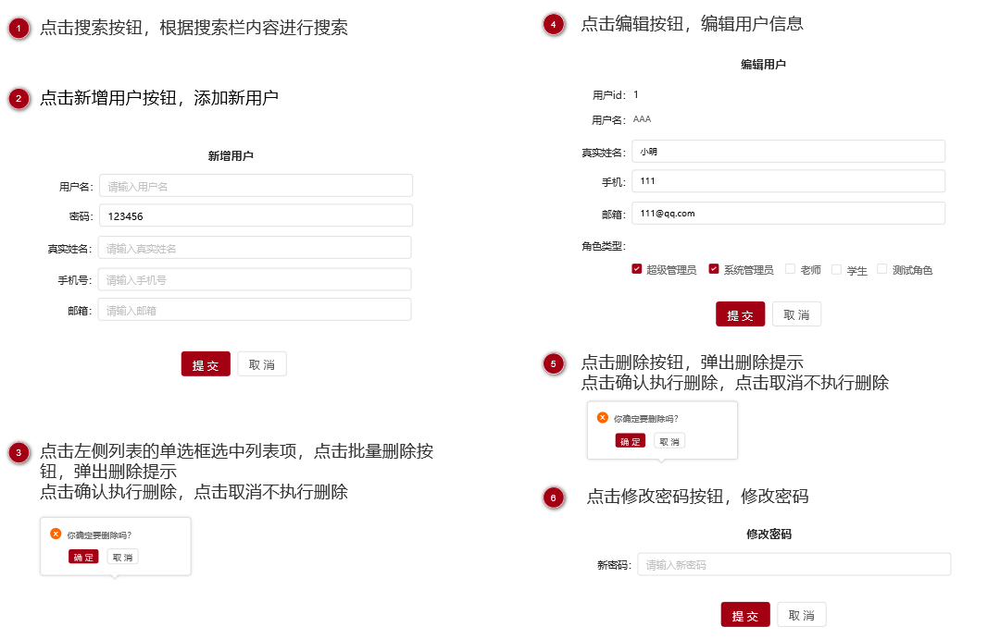 1 点击搜索按钮，根据搜索栏内容进行搜索
2 点击新增用户按钮，添加新用户
新增用户
用户名： 请输入用户名
密码： 123456
真实姓名： 请输入真实姓名
手机号： 请输入手机号
邮箱： 请输入邮箱
提 交 取 消
3 点击左侧列表的单选框选中列表项，点击批量删除按
钮，弹出删除提示
点击确认执行删除，点击取消不执行删除
你确定要删除吗？
确 定 取 消
4 点击编辑按钮，编辑用户信息
编辑用户
用户id： 1
用户名： AAA
真实姓名： 小明
手机： 111
邮箱： 111@qq.com
角色类型：
超级管理员 系统管理员 老师 学生 测试角色
提 交 取 消
5 点击删除按钮，弹出删除提示
点击确认执行删除，点击取消不执行删除
你确定要删除吗？
确 定 取 消
6 点击修改密码按钮，修改密码
修改密码
新密码： 请输入新密码
提 交 取 消